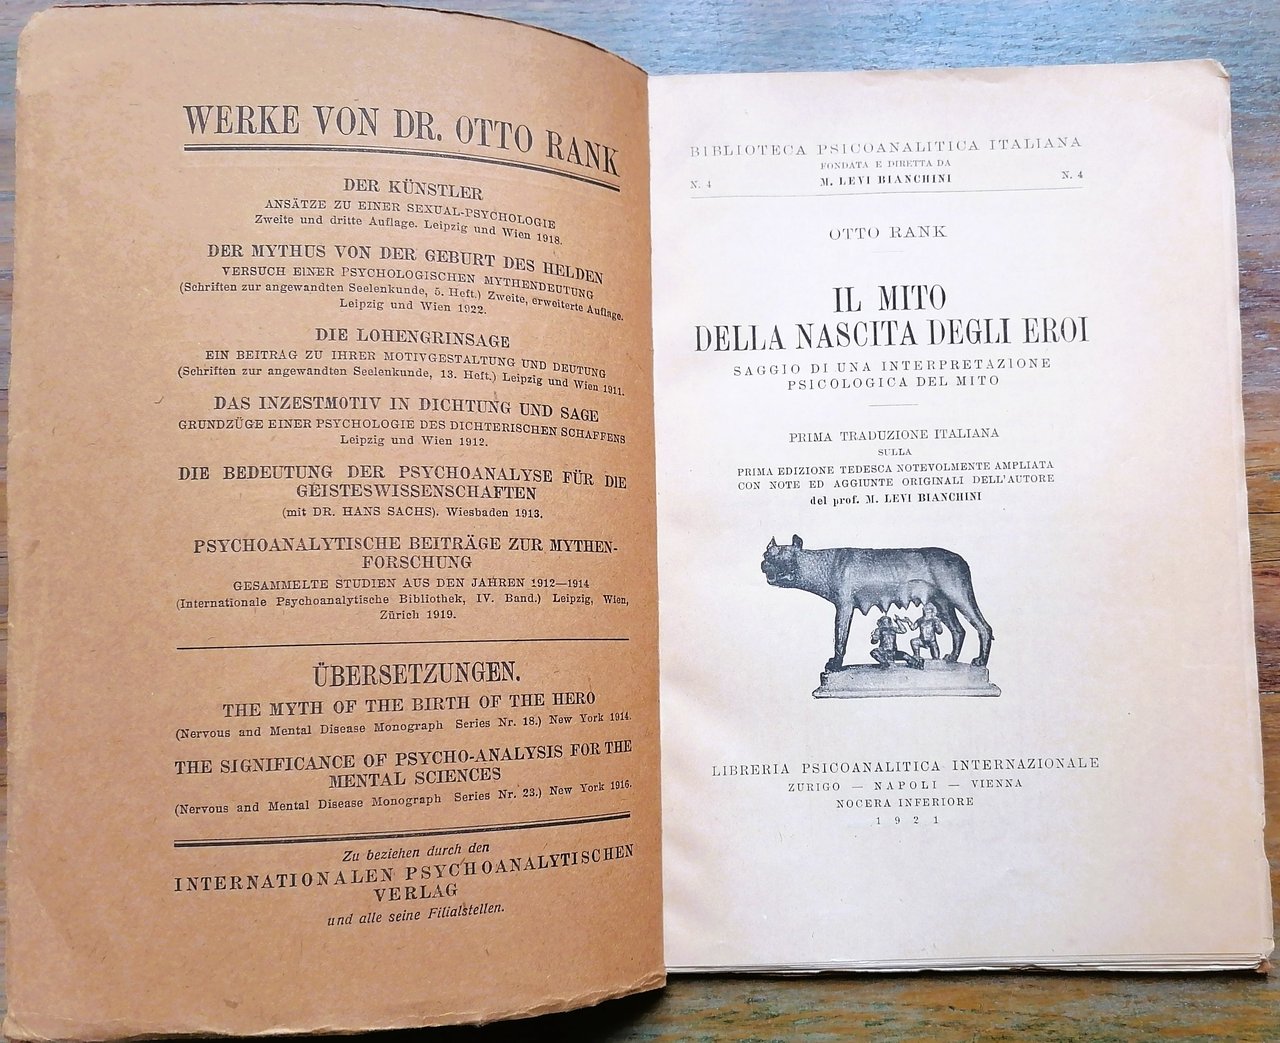 WERKE VON DR. OTTO RANK
DER KÜNSTLER
ANSÄTZE ZU EINER SEXUAL-PSYCHOLOGIE
Zweite und dritte Auflage. Leipzig und Wien 1918.
DER MYTHUS VON DER GEBURT DES HELDEN
VERSUCH EINER PSYCHOLOGISCHEN MYTHENDEUTUNG
(Schriften zur angewandten Seelenkunde, 5. Heft.) Zweite, erweiterte Auflage.
Leipzig und Wien 1922.
DIE LOHENGRINSAGE
EIN BEITRAG ZU IHRER MOTIVGESTALTUNG UND DEUTUNG
(Schriften zur angewandten Seelenkunde, 13. Heft.) Leipzig und Wien 1911.
DAS INZESTMOTIV IN DICHTUNG UND SAGE
GRUNDZÜGE EINER PSYCHOLOGIE DES DICHTERISCHEN SCHAFFENS
Leipzig und Wien 1912.
DIE BEDEUTUNG DER PSYCHOANALYSE FÜR DIE
GEISTESWISSENSCHAFTEN
(mit DR. HANS SACHS). Wiesbaden 1913.
PSYCHOANALYTISCHE BEITRÄGE ZUR MYTHEN-
FORSCHUNG
GESAMMELTE STUDIEN AUS DEN JAHREN 1912—1914
(Internationale Psychoanalytische Bibliothek, IV. Band.) Leipzig, Wien,
Zürich 1919.
ÜBERSETZUNGEN.
THE MYTH OF THE BIRTH OF THE HERO
(Nervous and Mental Disease Monograph Series Nr. 18.) New York 1914.
THE SIGNIFICANCE OF PSYCHO-ANALYSIS FOR THE
MENTAL SCIENCES
(Nervous and Mental Disease Monograph Series Nr. 23.) New York 1916.
Zu beziehen durch den
INTERNATIONALEN PSYCHOANALYTISCHEN
VERLAG
und alle seine Filialstellen.
BIBLIOTECA PSICOANALITICA ITALIANA
FONDATA E DIRETTA DA
N. 4 M. LEVI BIANCHINI N. 4
OTTO RANK
IL MITO
DELLA NASCITA DEGLI EROI
SAGGIO DI UNA INTERPRETAZIONE
PSICOLOGICA DEL MITO
PRIMA TRADUZIONE ITALIANA
SULLA
PRIMA EDIZIONE TEDESCA NOTEVOLMENTE AMPLIATA
CON NOTE ED AGGIUNTE ORIGINALI DELL'AUTORE
del prof. M. LEVI BIANCHINI
LIBRERIA PSICOANALITICA INTERNAZIONALE
ZURIGO — NAPOLI — VIENNA
NOCERA INFERIORE
1921